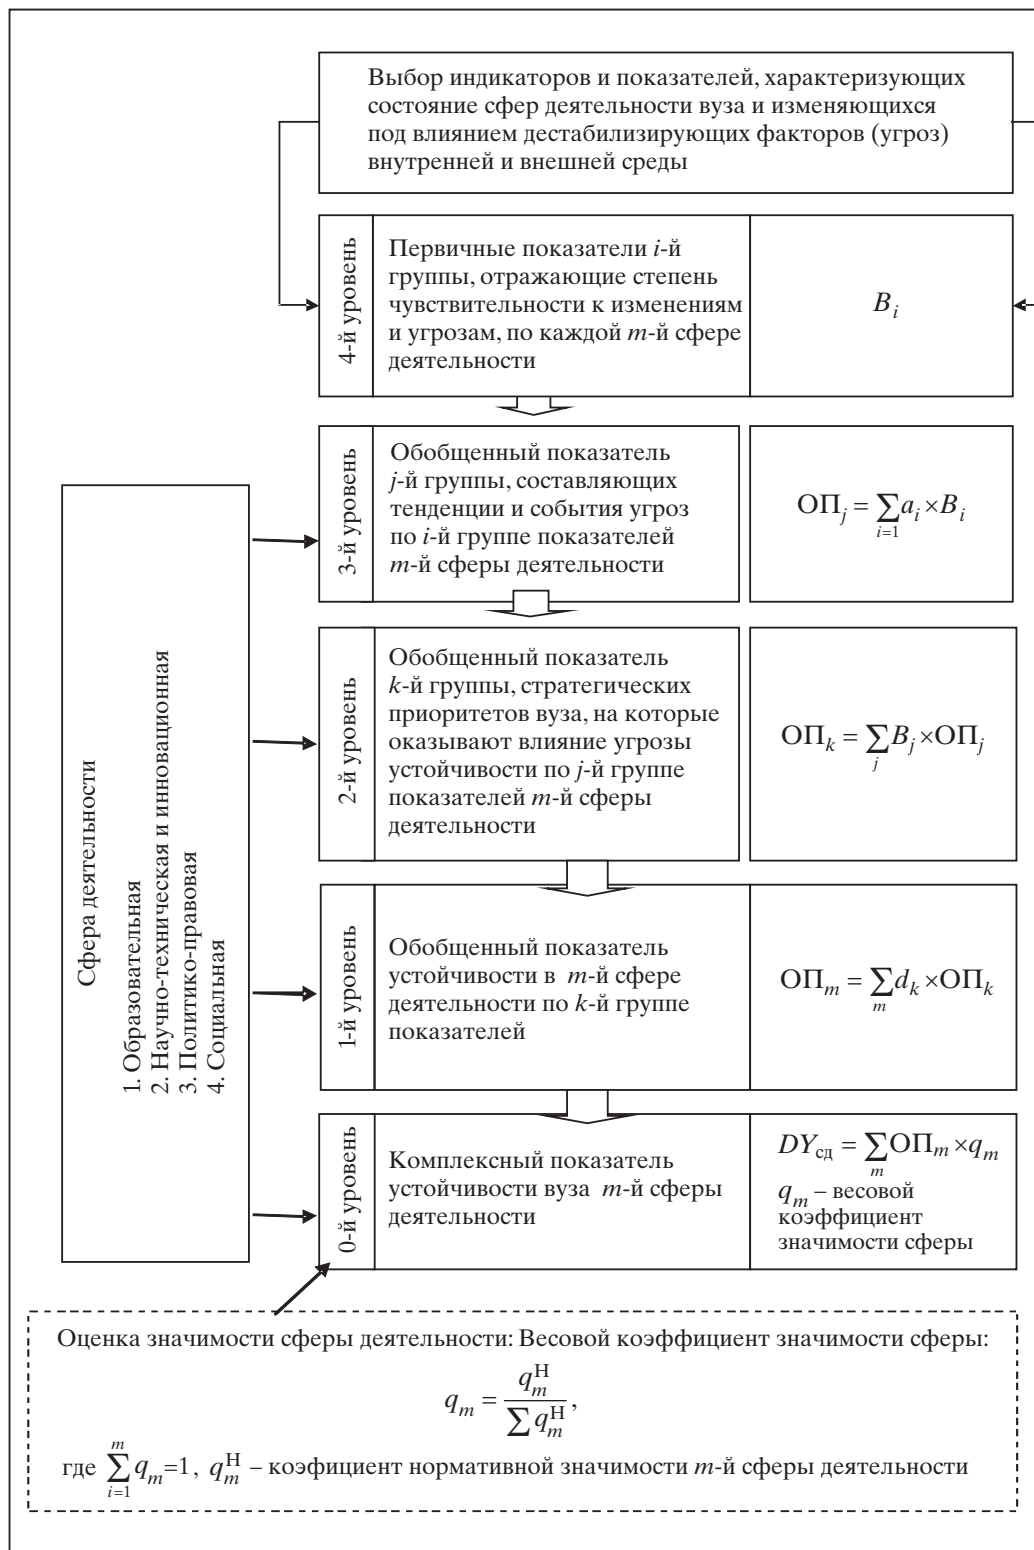 Выбор индикаторов и показателей, характеризующих
состояние сфер деятельности вуза и изменяющихся
под влиянием дестабилизирующих факторов (угроз)
внутренней и внешней среды
4-й уровень
Первичные показатели i-й
группы, отражающие степень
чувствительности к изменениям
и угрозам, по каждой m-й сфере
деятельности
B_i
3-й уровень
Обобщенный показатель
j-й группы, составляющих
тенденции и события угроз
по i-й группе показателей
m-й сферы деятельности
ОП_j = ∑_{i=1} a_i × B_i
2-й уровень
Обобщенный показатель
k-й группы, стратегических
приоритетов вуза, на которые
оказывают влияние угрозы
устойчивости по j-й группе
показателей m-й сферы
деятельности
ОП_k = ∑_j B_j × ОП_j
1-й уровень
Обобщенный показатель
устойчивости в m-й сфере
деятельности по k-й группе
показателей
ОП_m = ∑_m d_k × ОП_k
0-й уровень
Комплексный показатель
устойчивости вуза m-й сферы
деятельности
DY_сд = ∑_m ОП_m × q_m
q_m – весовой
коэффициент
значимости сферы
Сфера деятельности
1. Образовательная
2. Научно-техническая и инновационная
3. Политико-правовая
4. Социальная
Оценка значимости сферы деятельности: Весовой коэффициент значимости сферы:
q_m = q_m^Н / ∑ q_m^Н,
где ∑_{i=1}^m q_m=1, q_m^Н – коэфициент нормативной значимости m-й сферы деятельности